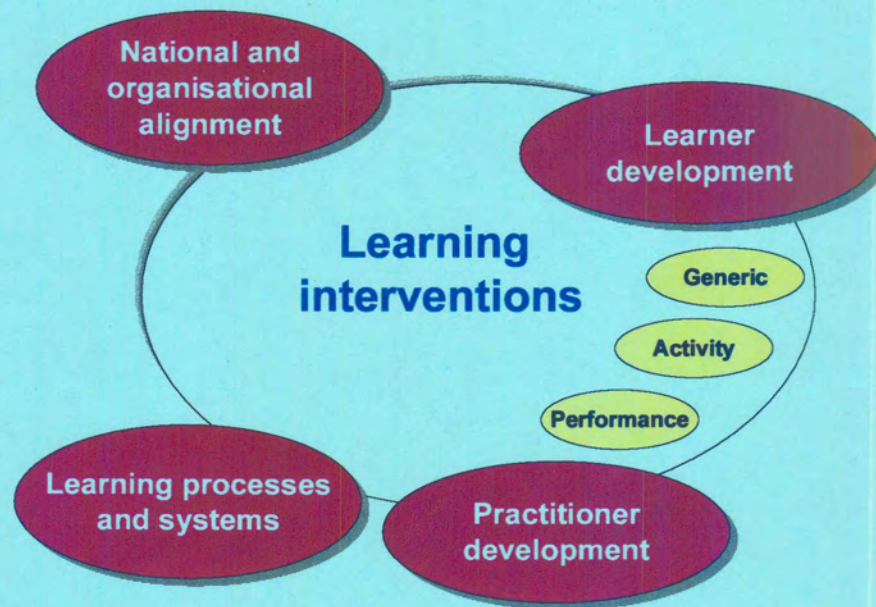 National and
organisational
alignment
Learner
development
Learning
interventions
Generic
Activity
Performance
Learning processes
and systems
Practitioner
development